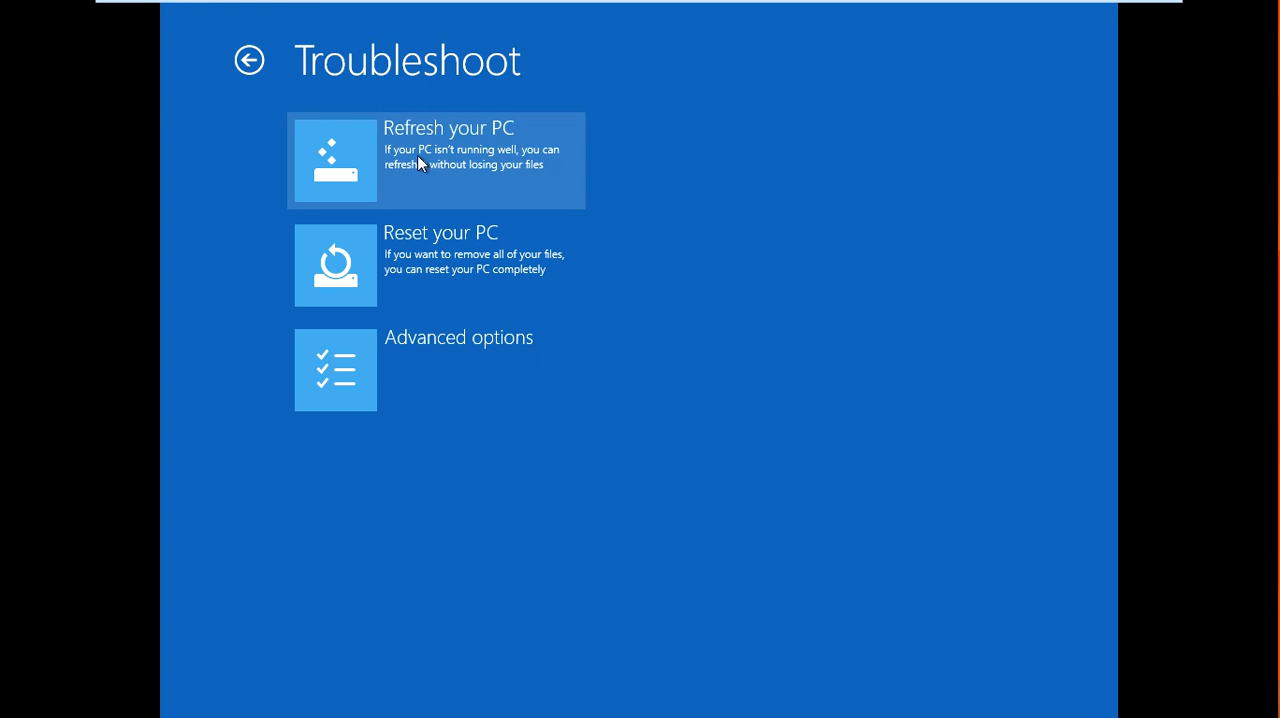 Troubleshoot
Refresh your PC
If your PC isn't running well, you can
refresh without losing your files
Reset your PC
If you want to remove all of your files,
you can reset your PC completely
Advanced options